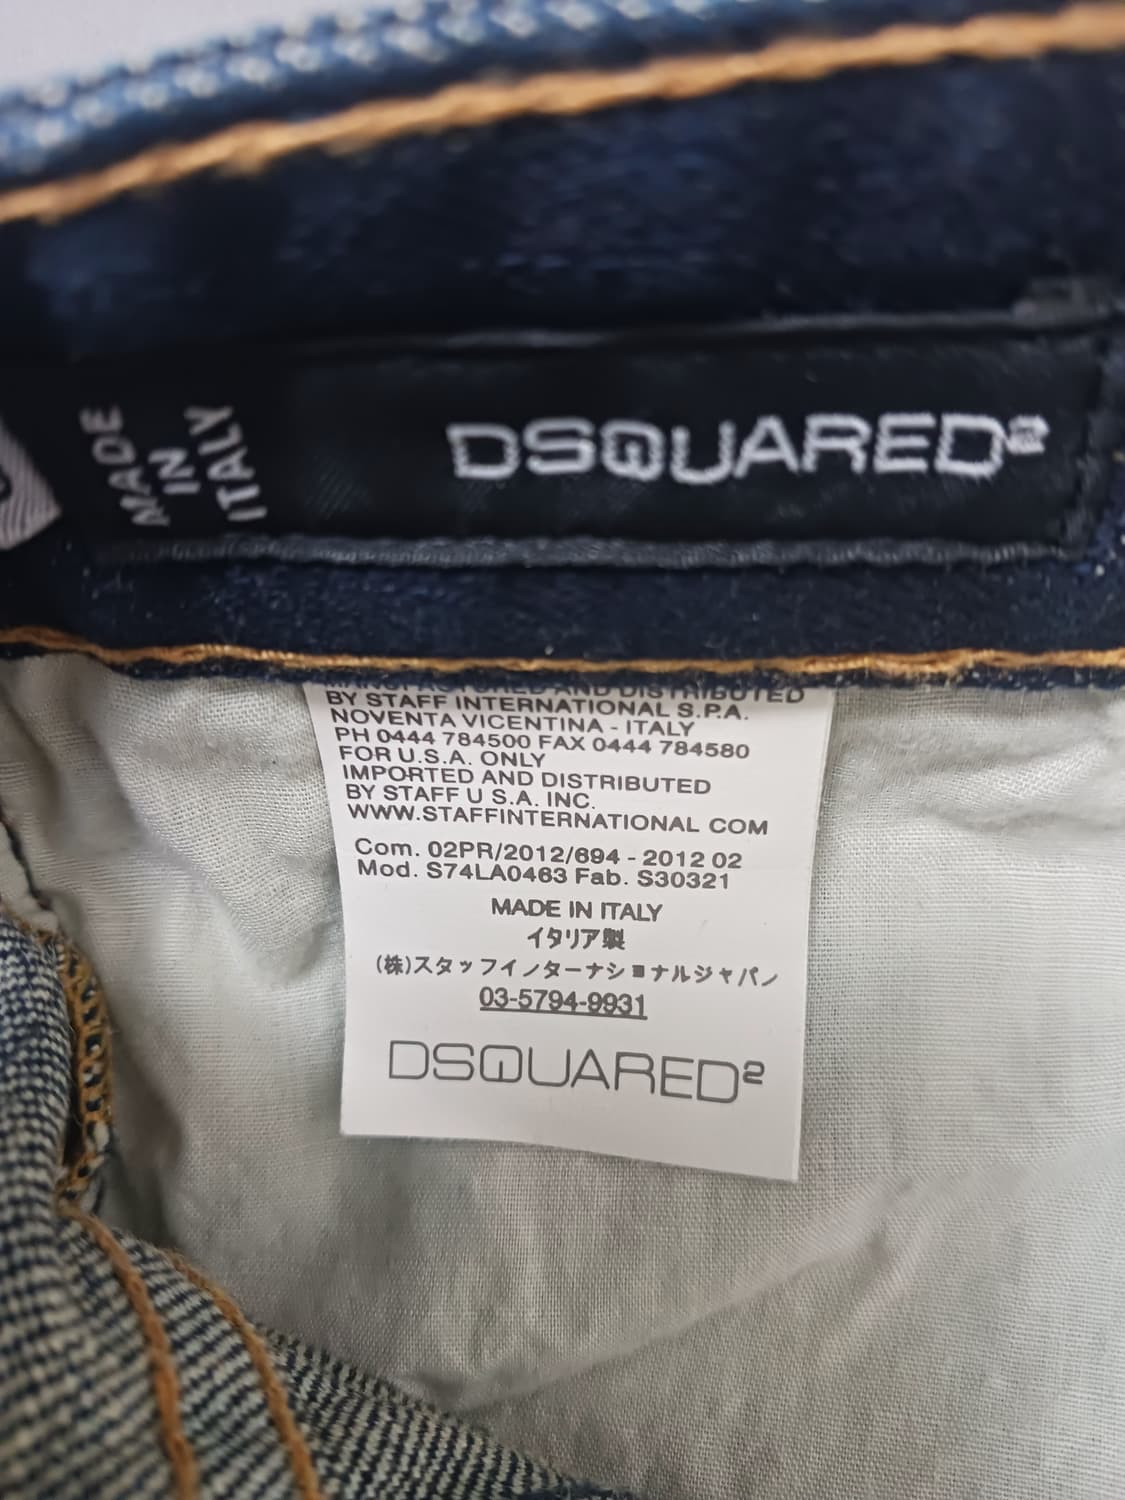 MADE
IN
ITALY
DSQUARED²
MANUFACTURED AND DISTRIBUTED
BY STAFF INTERNATIONAL S.P.A.
NOVENTA VICENTINA - ITALY
PH 0444 784500 FAX 0444 784580
FOR U.S.A. ONLY
IMPORTED AND DISTRIBUTED
BY STAFF U S.A. INC.
WWW.STAFFINTERNATIONAL COM
Com. 02PR/2012/694 - 2012 02
Mod. S74LA0463 Fab. S30321
MADE IN ITALY
イタリア製
(株)スタッフインターナショナルジャパン
03-5794-9931
DSQUARED²